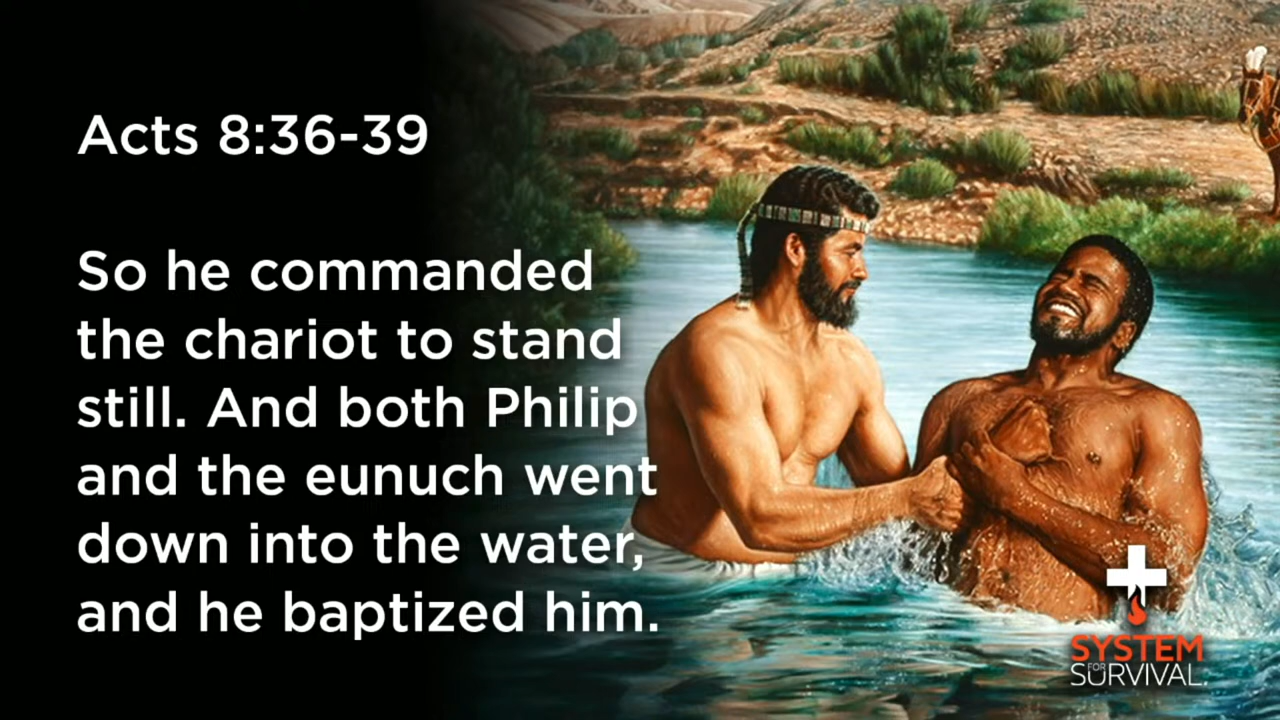 Acts 8:36-39
So he commanded
the chariot to stand
still. And both Philip
and the eunuch went
down into the water,
and he baptized him.
SYSTEM
FOR
SURVIVAL.